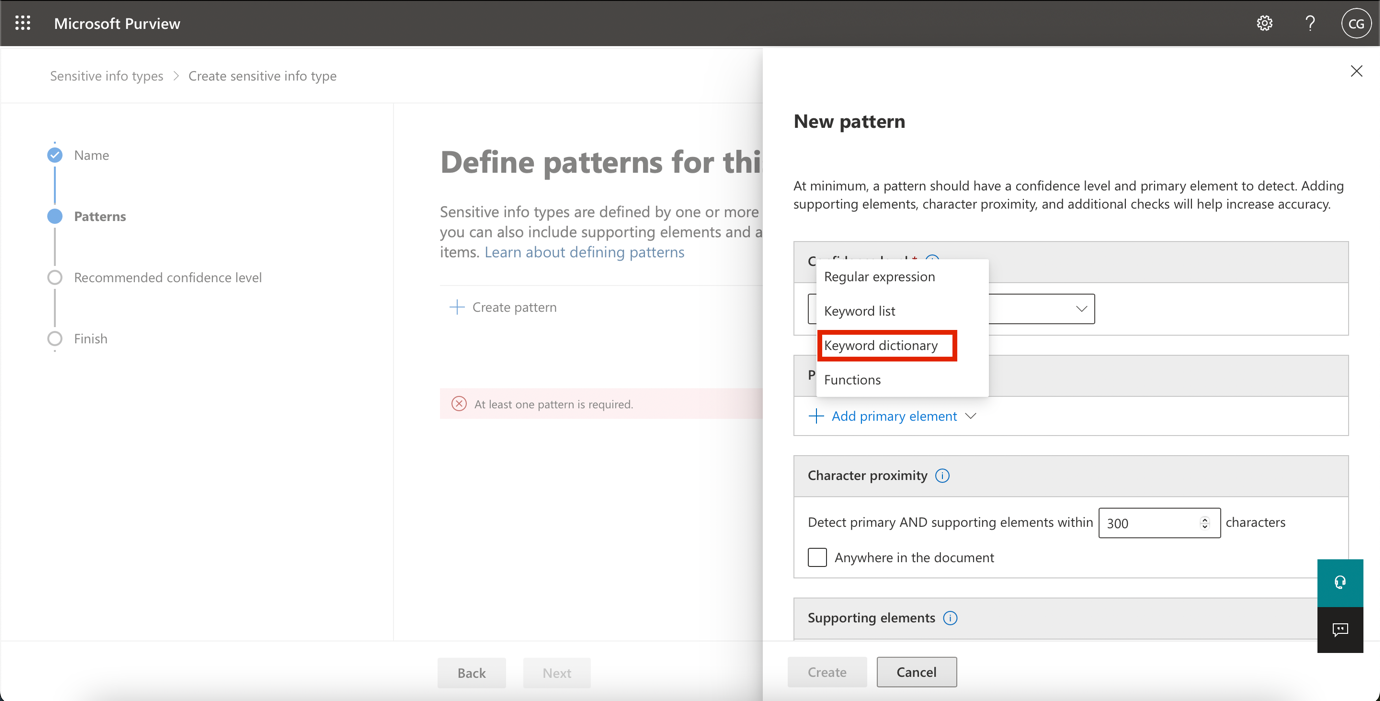 Microsoft Purview
CG
Sensitive info types > Create sensitive info type
Name
Patterns
Recommended confidence level
Finish
Define patterns for thi
Sensitive info types are defined by one or more
you can also include supporting elements and a
items. Learn about defining patterns
Create pattern
At least one pattern is required.
Back
Next
New pattern
At minimum, a pattern should have a confidence level and primary element to detect. Adding
supporting elements, character proximity, and additional checks will help increase accuracy.
Regular expression
Keyword list
Keyword dictionary
Functions
P
Add primary element
Character proximity
Detect primary AND supporting elements within 300 characters
Anywhere in the document
Supporting elements
Create
Cancel